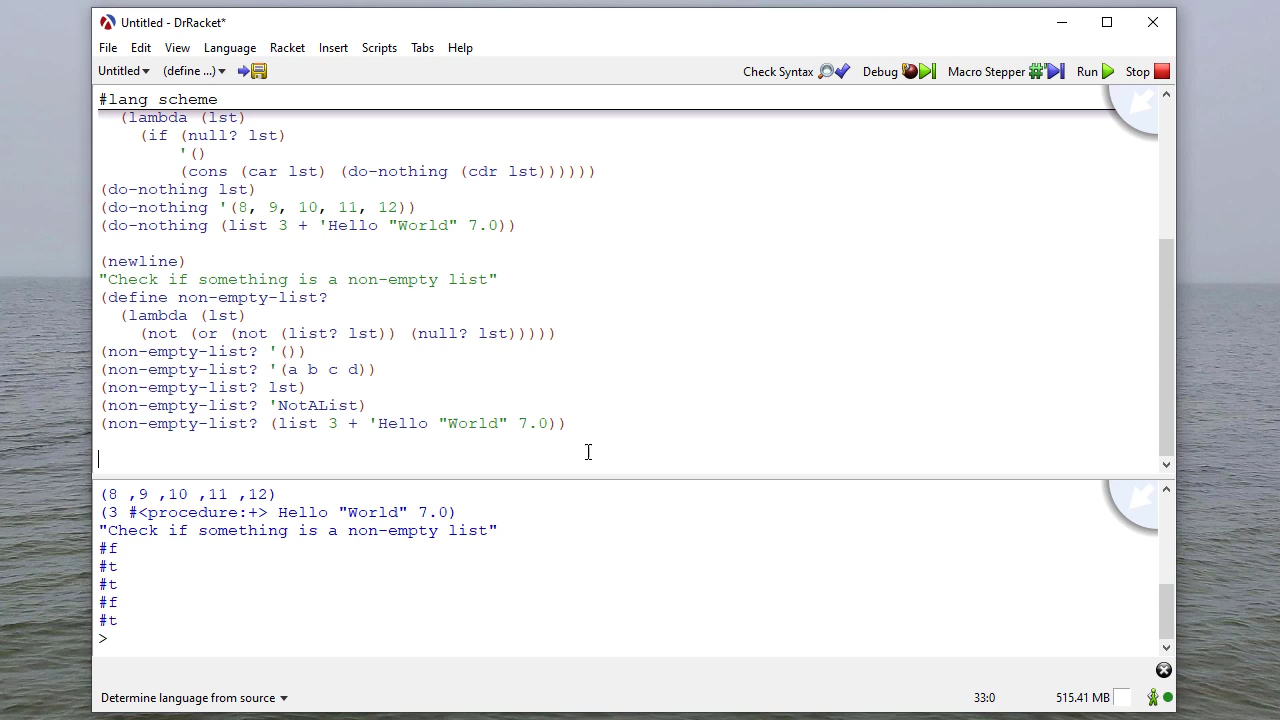 Untitled - DrRacket*
File Edit View Language Racket Insert Scripts Tabs Help
Untitled (define ...) Check Syntax Debug Macro Stepper Run Stop
#lang scheme
(lambda (lst)
(if (null? lst)
'()
(cons (car lst) (do-nothing (cdr lst))))))
(do-nothing lst)
(do-nothing '(8, 9, 10, 11, 12))
(do-nothing (list 3 + 'Hello "World" 7.0))
(newline)
"Check if something is a non-empty list"
(define non-empty-list?
(lambda (lst)
(not (or (not (list? lst)) (null? lst)))))
(non-empty-list? '())
(non-empty-list? '(a b c d))
(non-empty-list? lst)
(non-empty-list? 'NotAList)
(non-empty-list? (list 3 + 'Hello "World" 7.0))
(8 ,9 ,10 ,11 ,12)
(3 #<procedure:+> Hello "World" 7.0)
"Check if something is a non-empty list"
#f
#t
#t
#f
#t
>
Determine language from source 33:0 515.41 MB